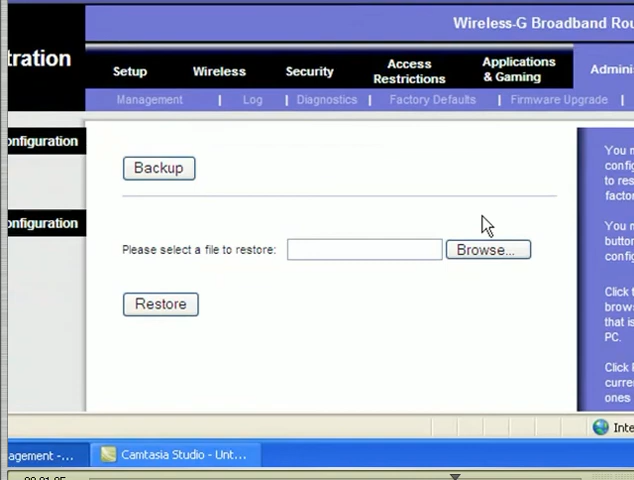 Wireless-G Broadband Rou
tration
Setup Wireless Security Access Restrictions Applications & Gaming Admini
Management | Log | Diagnostics | Factory Defaults | Firmware Upgrade |
onfiguration
Backup
onfiguration
Please select a file to restore: Browse...
Restore
You m
config
to res
facto
You m
button
config
Click t
brows
that is
PC.
Click R
curre
ones
Inte
agement -...
Camtasia Studio - Unt...